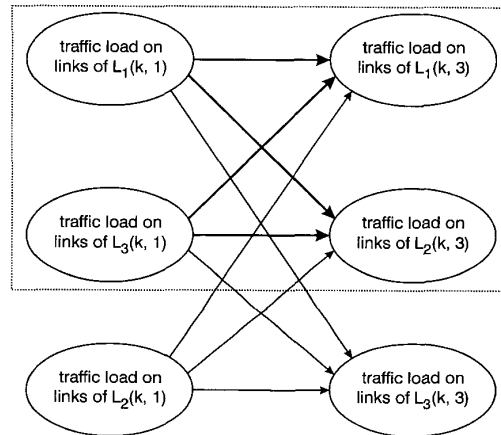 traffic load on
links of L₁(k, 1)
traffic load on
links of L₁(k, 3)
traffic load on
links of L₃(k, 1)
traffic load on
links of L₂(k, 3)
traffic load on
links of L₂(k, 1)
traffic load on
links of L₃(k, 3)